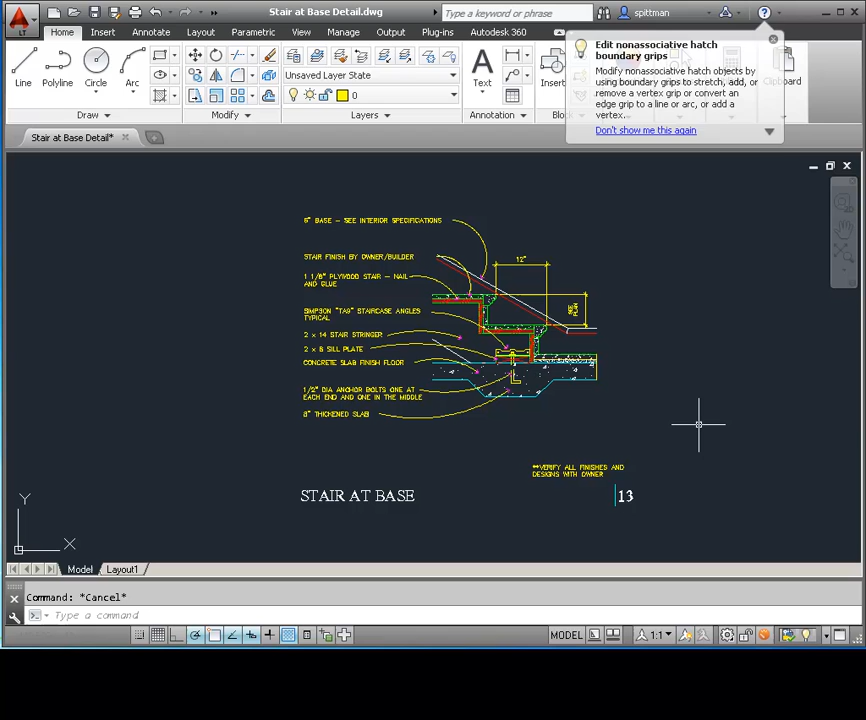 Stair at Base Detail.dwg
Type a keyword or phrase
spittman
LT
Home Insert Annotate Layout Parametric View Manage Output Plug-ins Autodesk 360
Edit nonassociative hatch
boundary grips
Modify nonassociative hatch objects by
using boundary grips to stretch, add, or
remove a vertex grip or convert an
edge grip to a line or arc, or add a
vertex.
Don't show me this again
Line Polyline Circle Arc
Unsaved Layer State
0
Text
Insert
Clipboard
Draw Modify Layers Annotation
Stair at Base Detail*
6" BASE - SEE INTERIOR SPECIFICATIONS
STAIR FINISH BY OWNER/BUILDER
12"
1 1/8" PLYWOOD STAIR - NAIL
AND GLUE
SEE
PLAN
SIMPSON "TA9" STAIRCASE ANGLES
TYPICAL
2 x 14 STAIR STRINGER
2 x 6 SILL PLATE
CONCRETE SLAB FINISH FLOOR
1/2" DIA ANCHOR BOLTS ONE AT
EACH END AND ONE IN THE MIDDLE
8" THICKENED SLAB
**VERIFY ALL FINISHES AND
DESIGNS WITH OWNER
STAIR AT BASE
13
Y
X
Model Layout1
Command: *Cancel*
Type a command
MODEL
1:1